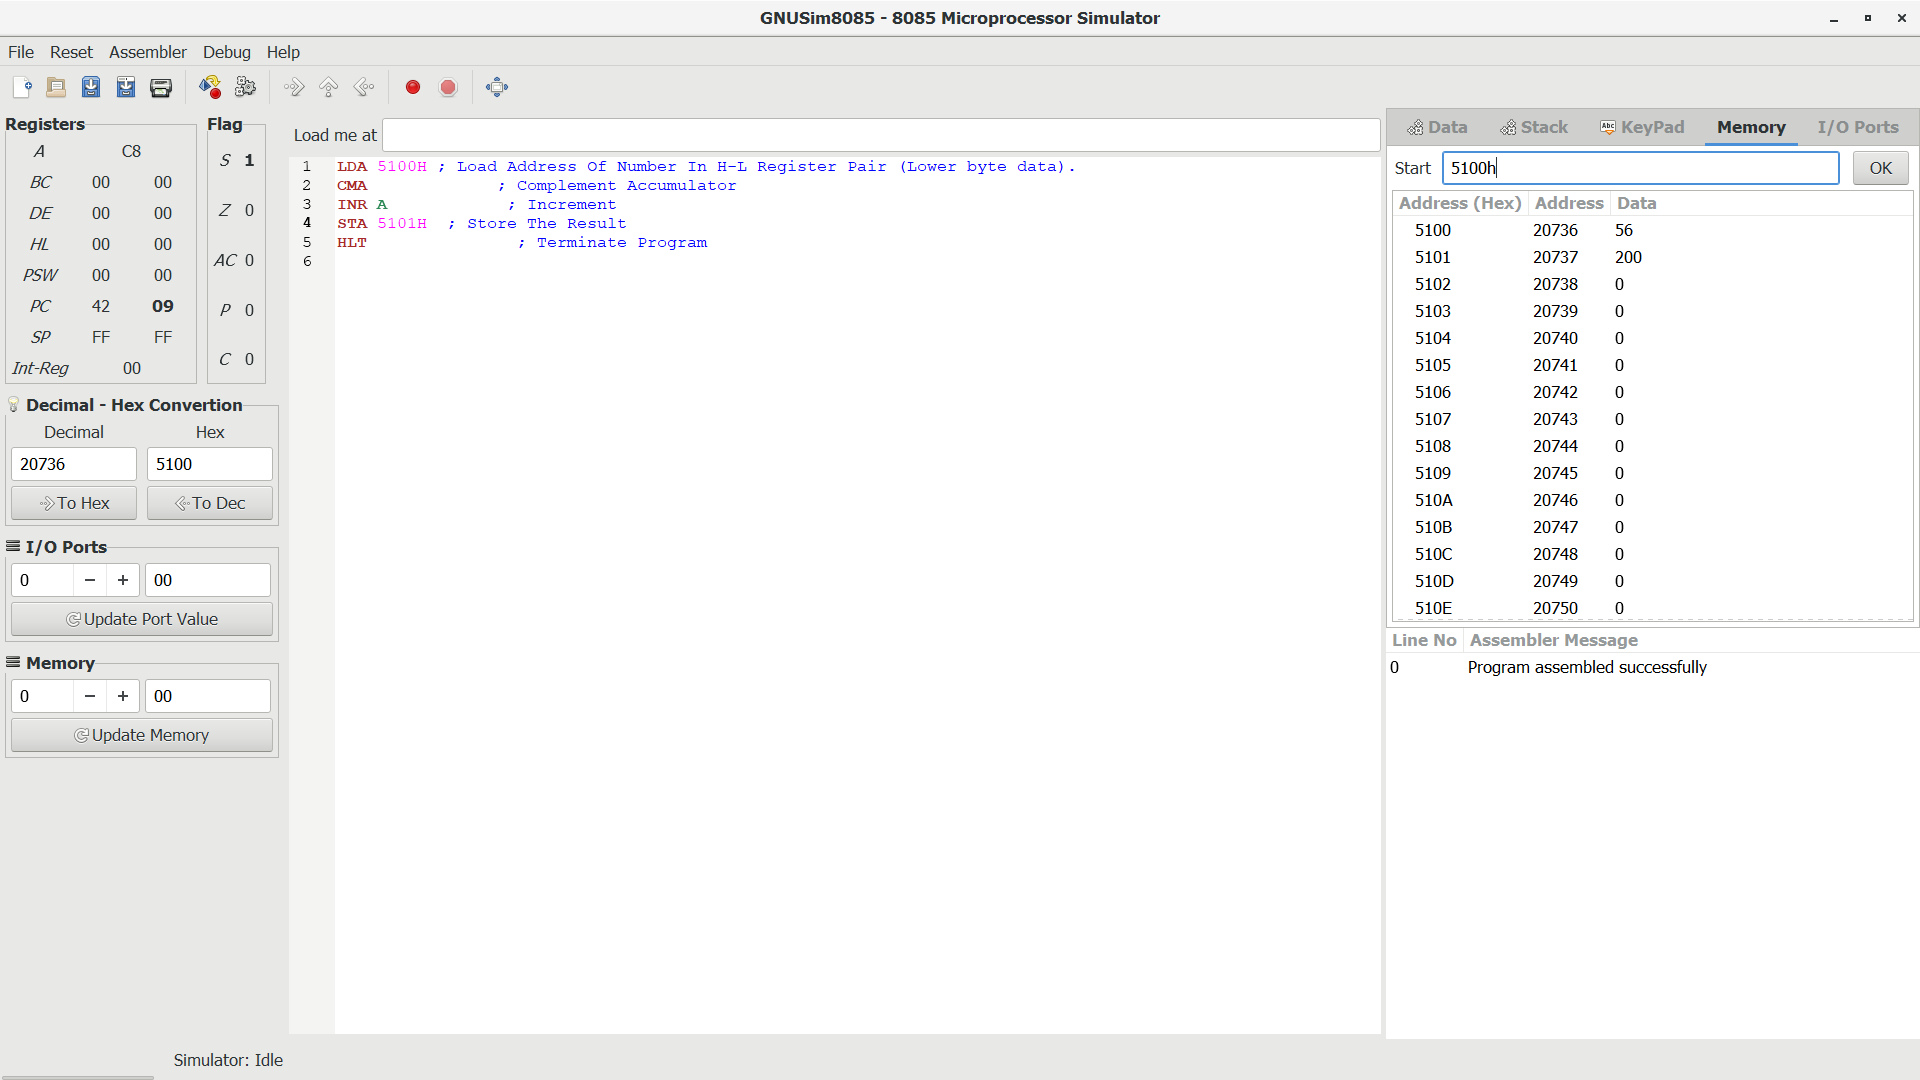 GNUSim8085 - 8085 Microprocessor Simulator
File Reset Assembler Debug Help
Registers
A C8
BC 00 00
DE 00 00
HL 00 00
PSW 00 00
PC 42 09
SP FF FF
Int-Reg 00
Flag
S 1
Z 0
AC 0
P 0
C 0
Decimal - Hex Convertion
Decimal Hex
20736 5100
To Hex To Dec
I/O Ports
0 − + 00
Update Port Value
Memory
0 − + 00
Update Memory
Load me at
1 LDA 5100H ; Load Address Of Number In H-L Register Pair (Lower byte data).
2 CMA ; Complement Accumulator
3 INR A ; Increment
4 STA 5101H ; Store The Result
5 HLT ; Terminate Program
6
Data Stack Abc KeyPad Memory I/O Ports
Start 5100h OK
Address (Hex) Address Data
5100 20736 56
5101 20737 200
5102 20738 0
5103 20739 0
5104 20740 0
5105 20741 0
5106 20742 0
5107 20743 0
5108 20744 0
5109 20745 0
510A 20746 0
510B 20747 0
510C 20748 0
510D 20749 0
510E 20750 0
Line No Assembler Message
0 Program assembled successfully
Simulator: Idle